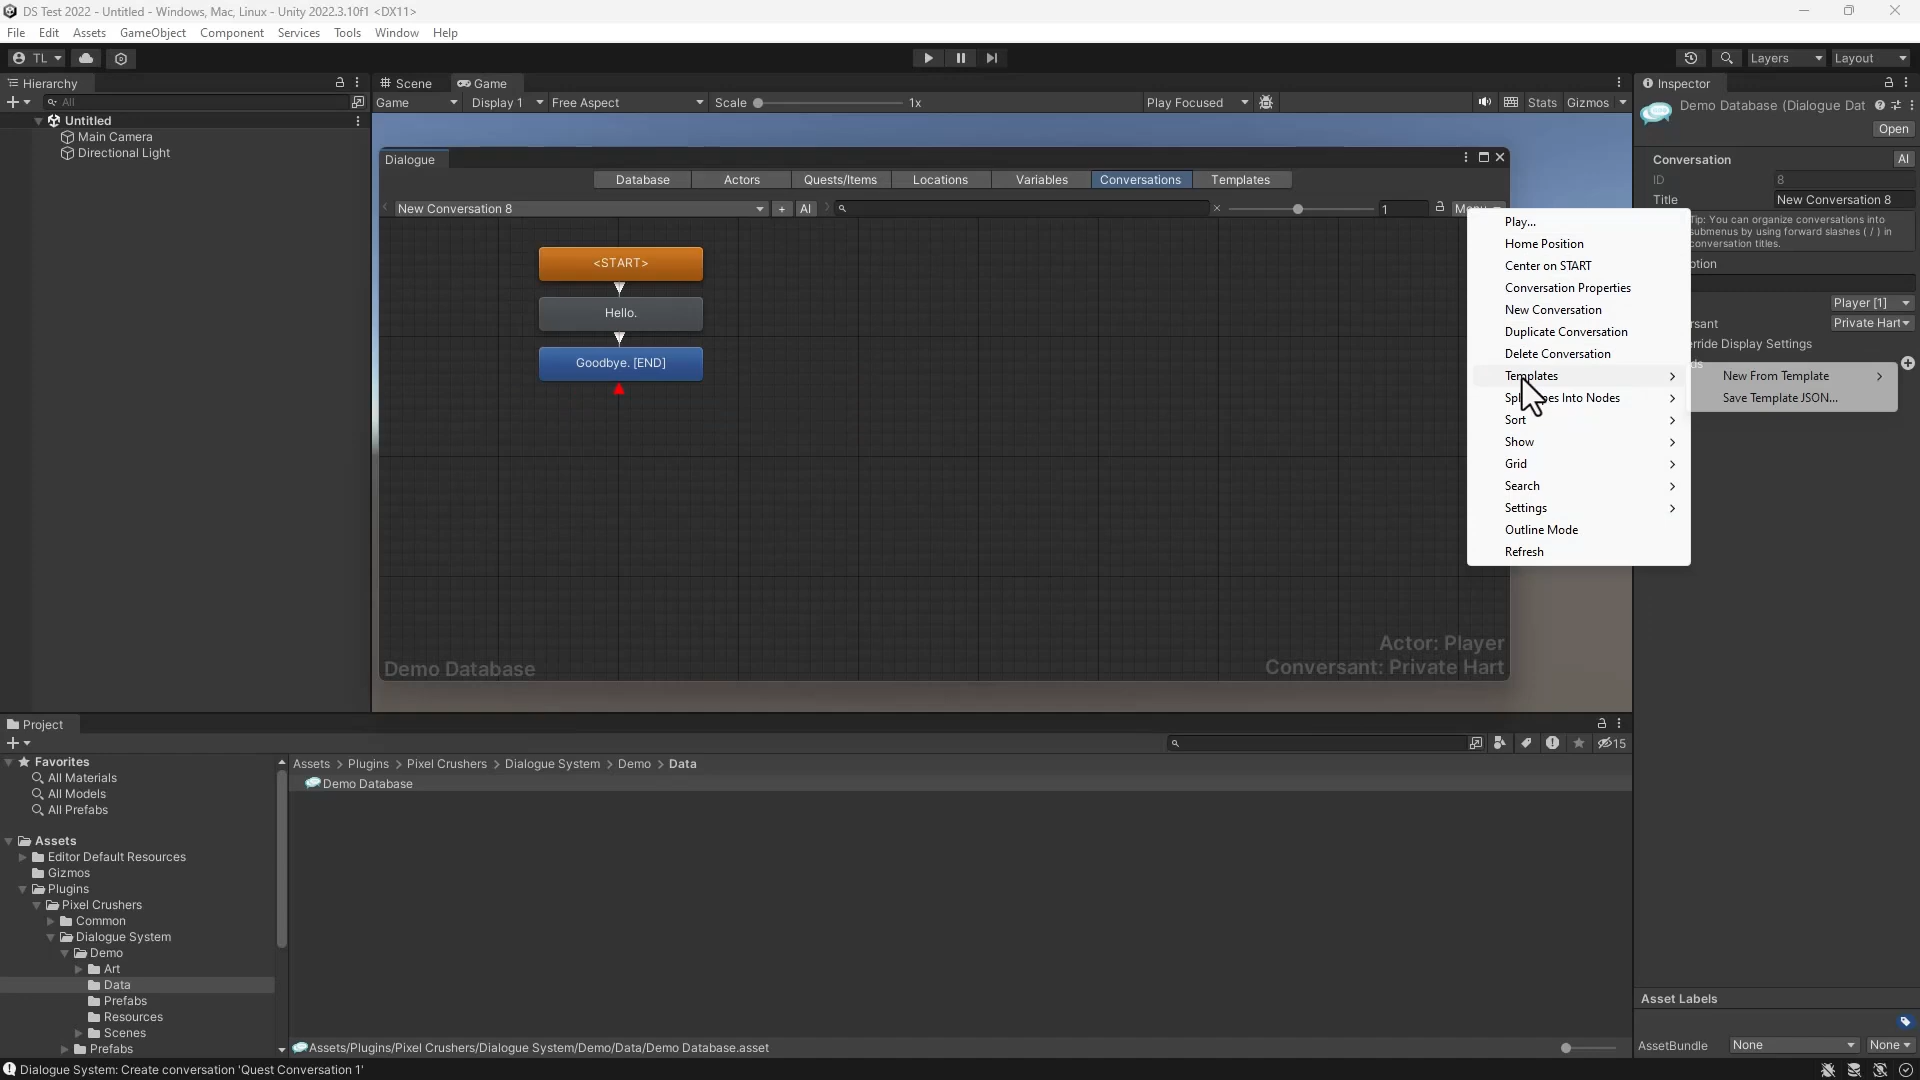 DS Test 2022 - Untitled - Windows, Mac, Linux - Unity 2022.3.10f1 <DX11>
File Edit Assets GameObject Component Services Tools Window Help
TL Layers Layout
Hierarchy
All
Untitled
Main Camera
Directional Light
Scene Game
Game Display 1 Free Aspect Scale 1x Play Focused Stats Gizmos
Dialogue
Database Actors Quests/Items Locations Variables Conversations Templates
New Conversation 8 + AI 1
<START>
Hello.
Goodbye. [END]
Demo Database
Actor: Player
Conversant: Private Hart
Play...
Home Position
Center on START
Conversation Properties
New Conversation
Duplicate Conversation
Delete Conversation
Templates
Into Nodes
Sort
Show
Grid
Search
Settings
Outline Mode
Refresh
New From Template
Save Template JSON...
Inspector
Demo Database (Dialogue Dat
Open
Conversation AI
ID 8
Title New Conversation 8
Tip: You can organize conversations into
submenus by using forward slashes ( / ) in
conversation titles.
Player [1]
Private Hart
Display Settings
Asset Labels
AssetBundle None None
Project
15
Favorites
All Materials
All Models
All Prefabs
Assets
Editor Default Resources
Gizmos
Plugins
Pixel Crushers
Common
Dialogue System
Demo
Art
Data
Prefabs
Resources
Scenes
Prefabs
Assets > Plugins > Pixel Crushers > Dialogue System > Demo > Data
Demo Database
Assets/Plugins/Pixel Crushers/Dialogue System/Demo/Data/Demo Database.asset
Dialogue System: Create conversation 'Quest Conversation 1'